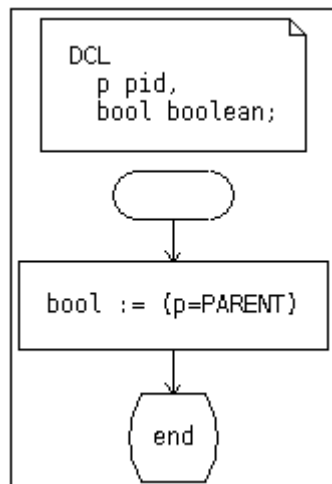 DCL
p pid,
bool boolean;
bool := (p=PARENT)
end